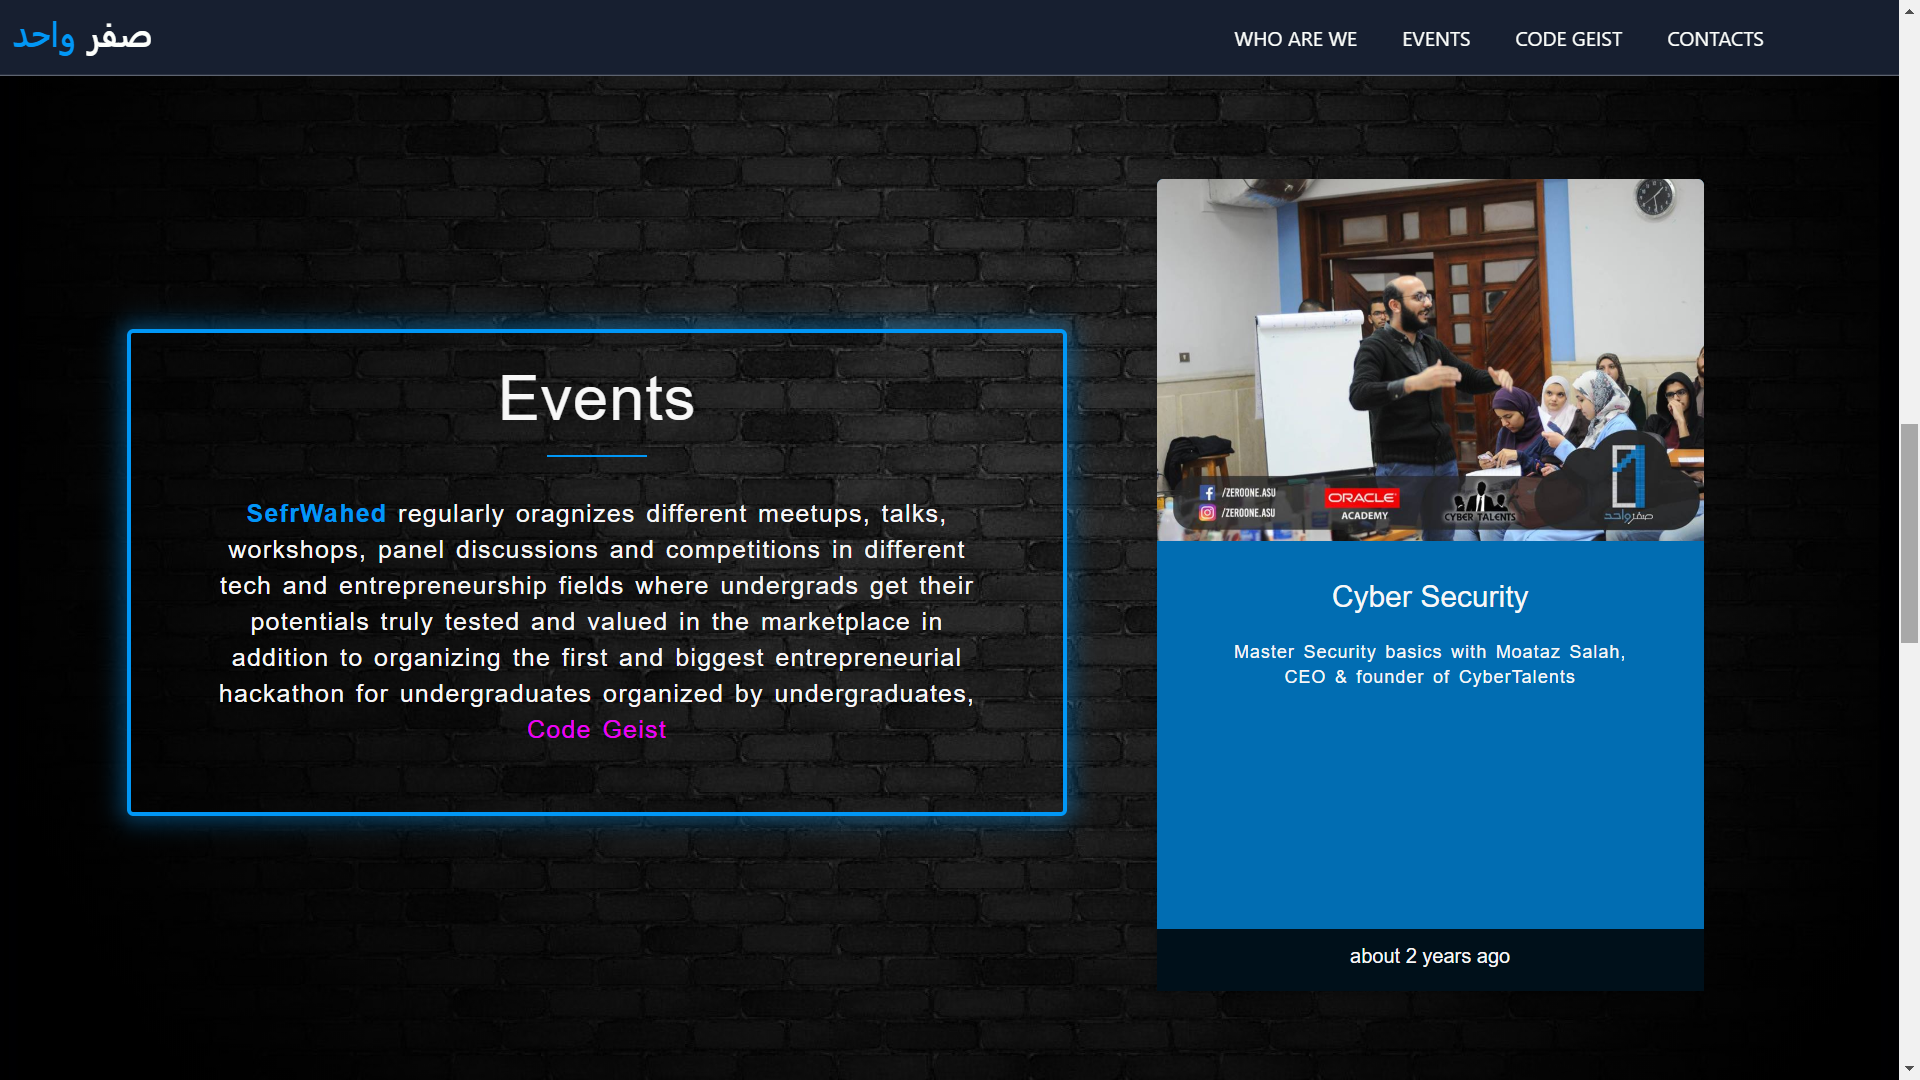 صفر واحد
WHO ARE WE
EVENTS
CODE GEIST
CONTACTS
Events
SefrWahed regularly oragnizes different meetups, talks,
workshops, panel discussions and competitions in different
tech and entrepreneurship fields where undergrads get their
potentials truly tested and valued in the marketplace in
addition to organizing the first and biggest entrepreneurial
hackathon for undergraduates organized by undergraduates,
Code Geist
/ZEROONE.ASU
/ZEROONE.ASU
ORACLE
ACADEMY
CYBER TALENTS
صفر واحد
Cyber Security
Master Security basics with Moataz Salah,
CEO & founder of CyberTalents
about 2 years ago